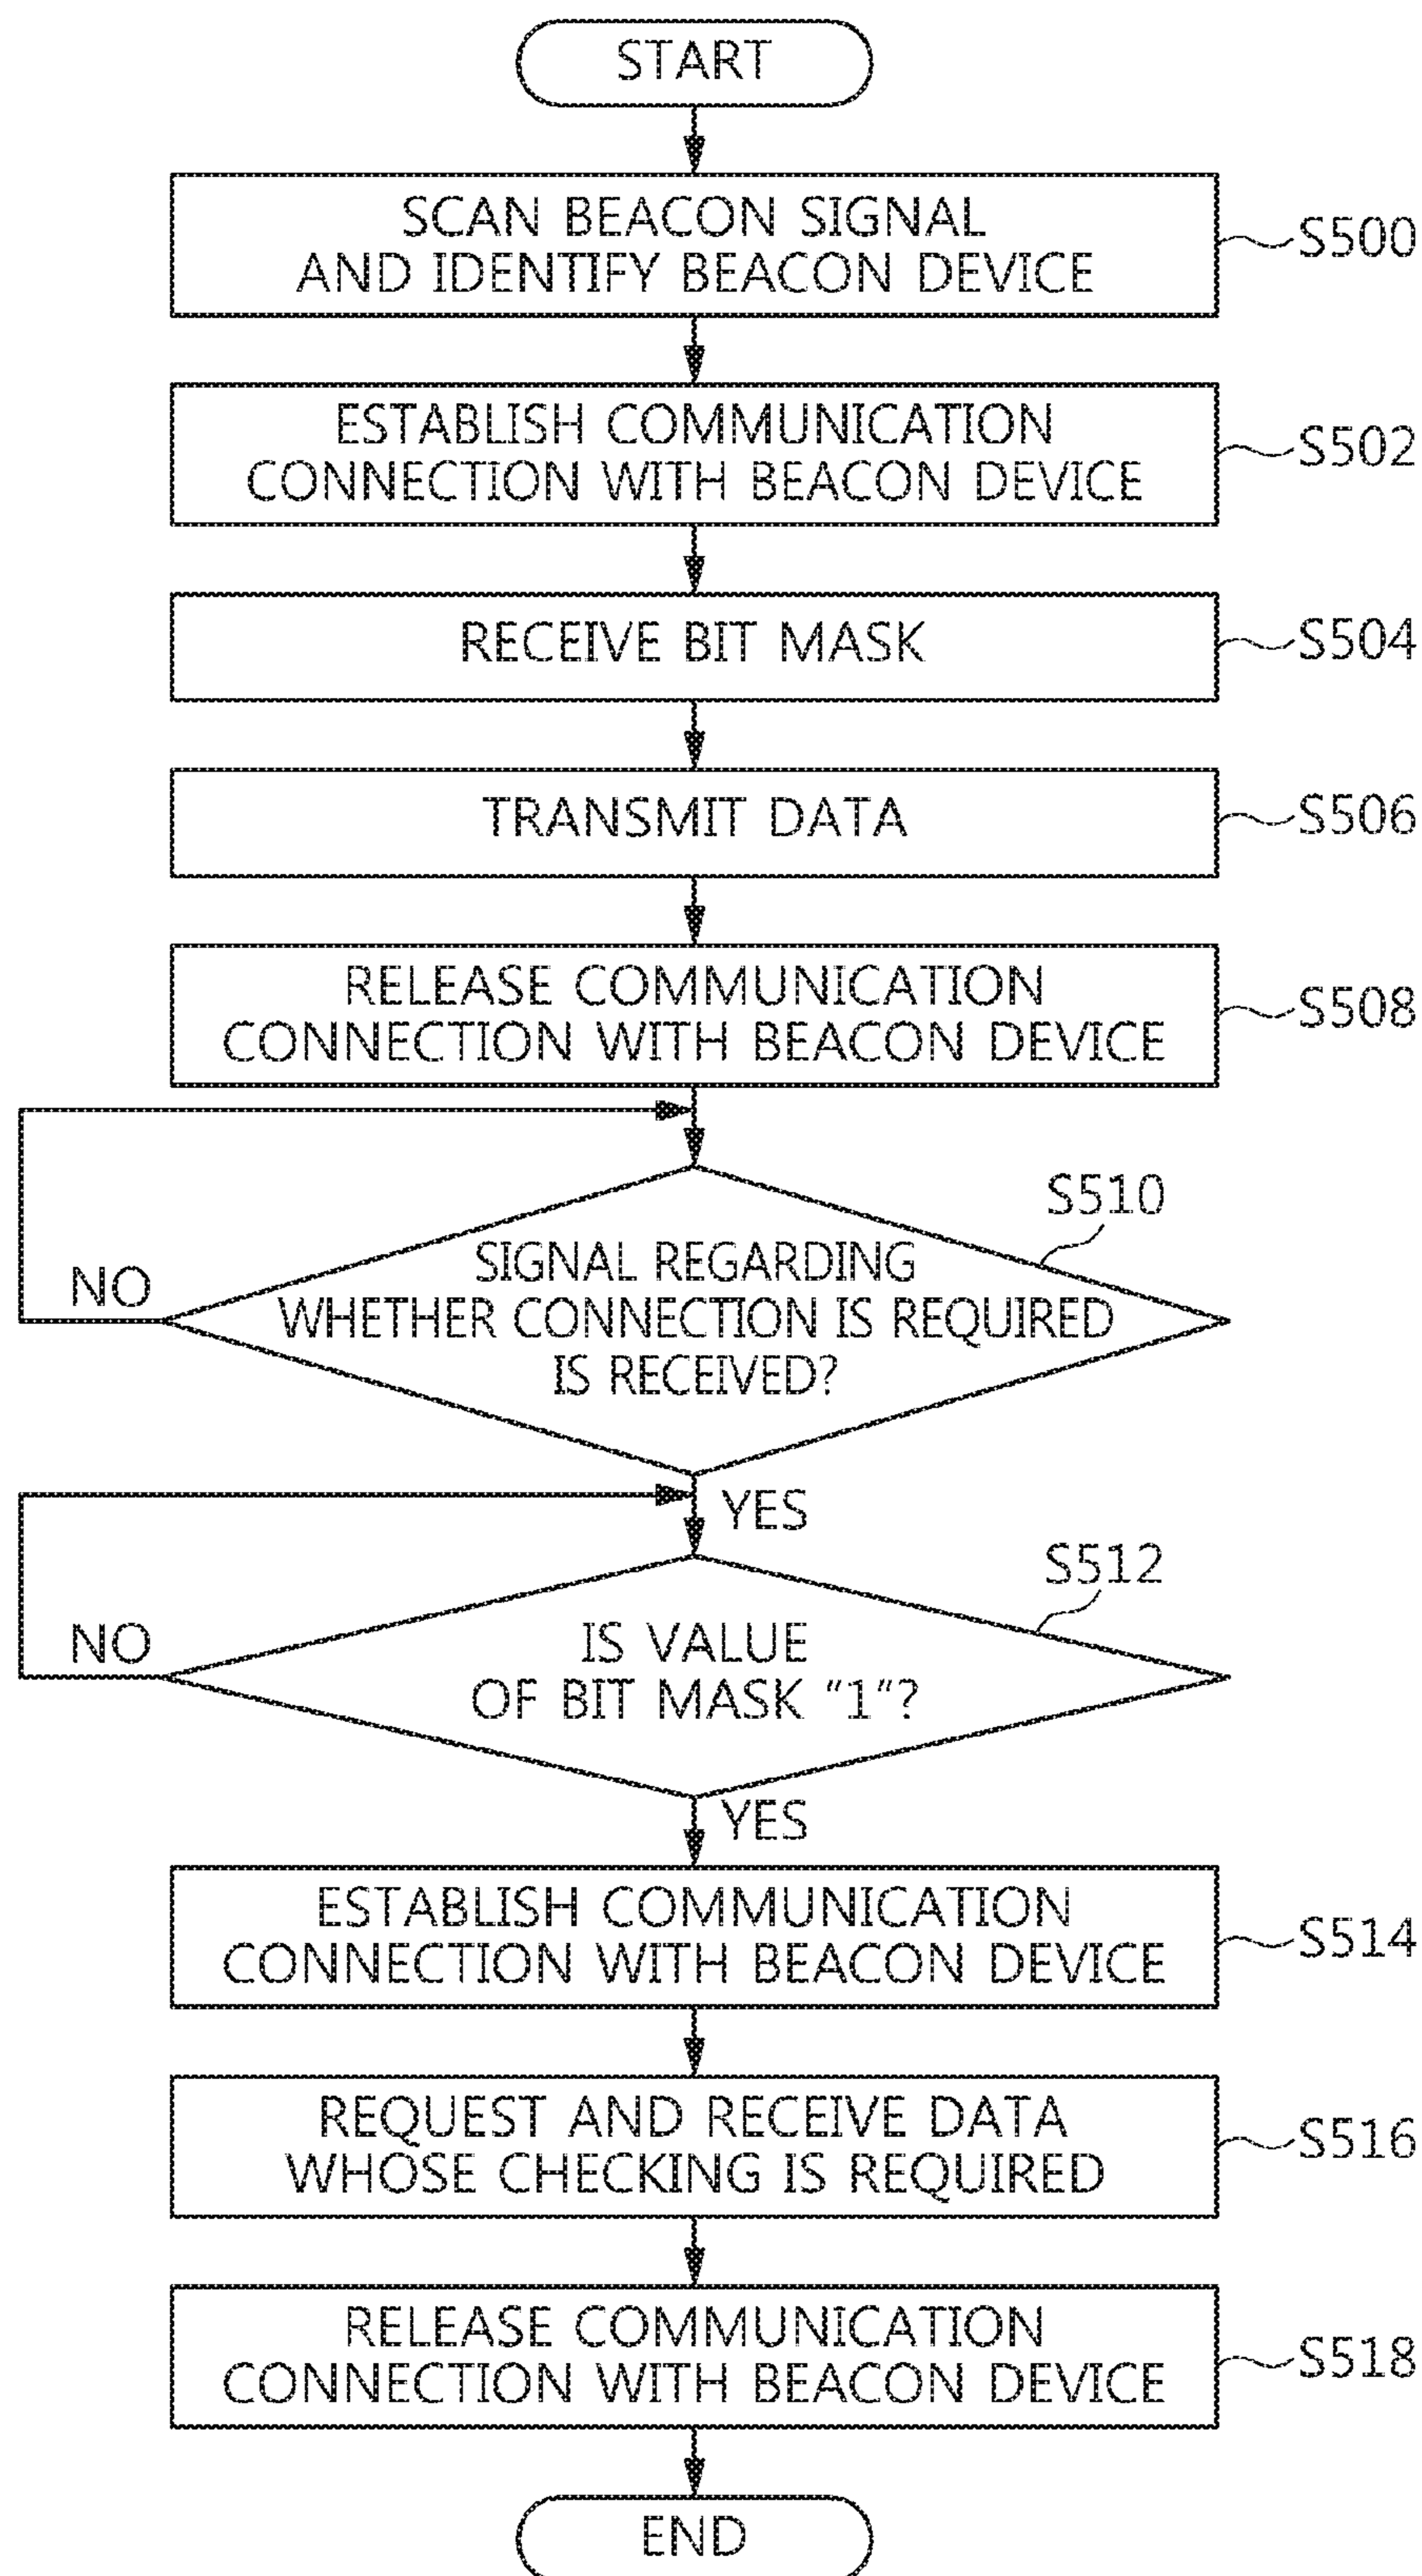 START
SCAN BEACON SIGNAL
AND IDENTIFY BEACON DEVICE
S500
ESTABLISH COMMUNICATION
CONNECTION WITH BEACON DEVICE
S502
RECEIVE BIT MASK
S504
TRANSMIT DATA
S506
RELEASE COMMUNICATION
CONNECTION WITH BEACON DEVICE
S508
S510
SIGNAL REGARDING
WHETHER CONNECTION IS REQUIRED
IS RECEIVED?
NO
YES
S512
IS VALUE
OF BIT MASK "1"?
NO
YES
ESTABLISH COMMUNICATION
CONNECTION WITH BEACON DEVICE
S514
REQUEST AND RECEIVE DATA
WHOSE CHECKING IS REQUIRED
S516
RELEASE COMMUNICATION
CONNECTION WITH BEACON DEVICE
S518
END